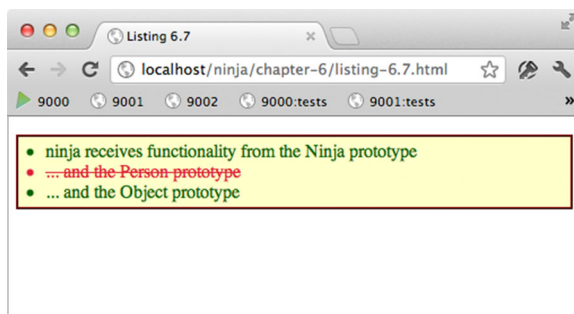 Listing 6.7
localhost/ninja/chapter-6/listing-6.7.html
9000 9001 9002 9000:tests 9001:tests
ninja receives functionality from the Ninja prototype
... and the Person prototype
... and the Object prototype